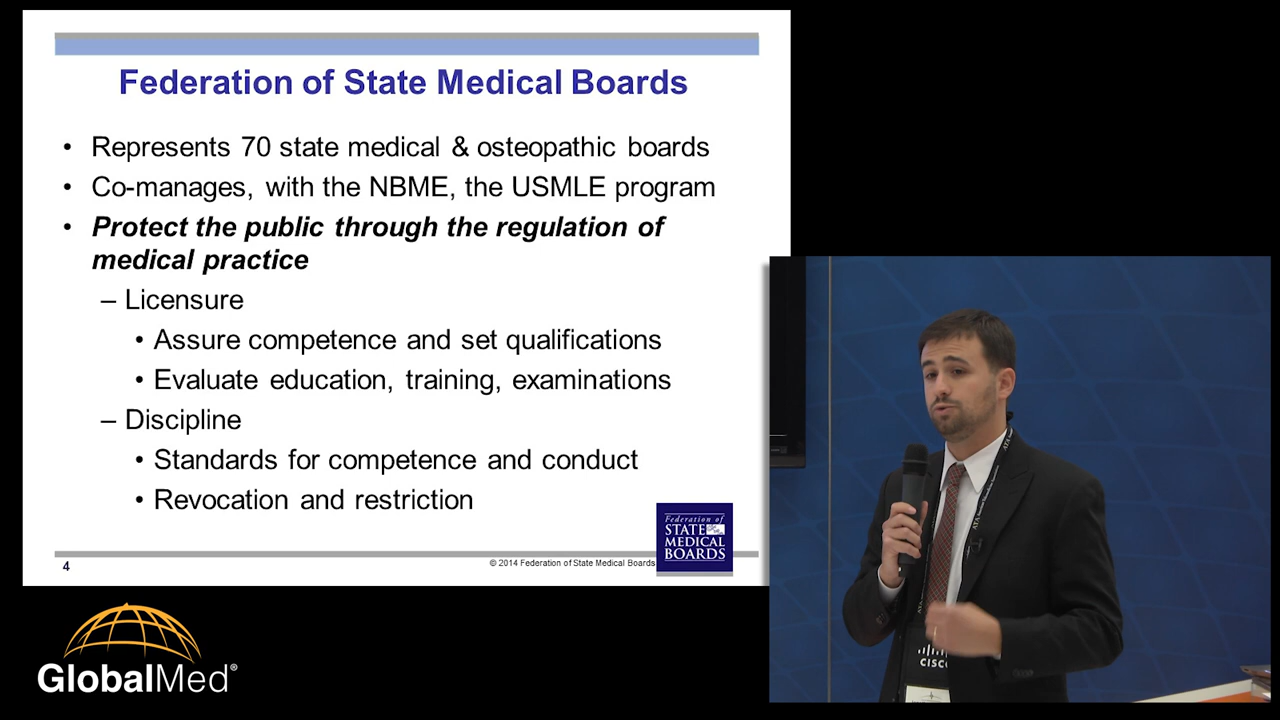 Federation of State Medical Boards
• Represents 70 state medical & osteopathic boards
• Co-manages, with the NBME, the USMLE program
• Protect the public through the regulation of
medical practice
– Licensure
• Assure competence and set qualifications
• Evaluate education, training, examinations
– Discipline
• Standards for competence and conduct
• Revocation and restriction
Federation of
STATE
MEDICAL
BOARDS
4
© 2014 Federation of State Medical Boards
GlobalMed®
ATA
CISCO